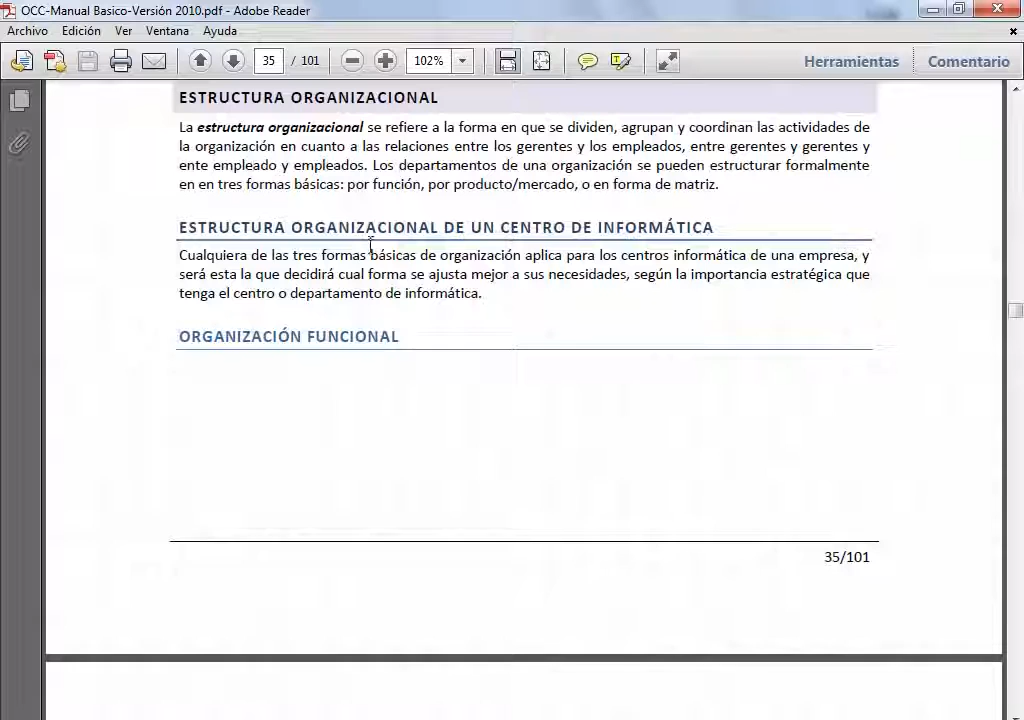 OCC-Manual Basico-Versión 2010.pdf - Adobe Reader
Archivo Edición Ver Ventana Ayuda
35 / 101 102% Herramientas Comentario
ESTRUCTURA ORGANIZACIONAL
La estructura organizacional se refiere a la forma en que se dividen, agrupan y coordinan las actividades de
la organización en cuanto a las relaciones entre los gerentes y los empleados, entre gerentes y gerentes y
ente empleado y empleados. Los departamentos de una organización se pueden estructurar formalmente
en en tres formas básicas: por función, por producto/mercado, o en forma de matriz.
ESTRUCTURA ORGANIZACIONAL DE UN CENTRO DE INFORMÁTICA
Cualquiera de las tres formas básicas de organización aplica para los centros informática de una empresa, y
será esta la que decidirá cual forma se ajusta mejor a sus necesidades, según la importancia estratégica que
tenga el centro o departamento de informática.
ORGANIZACIÓN FUNCIONAL
35/101